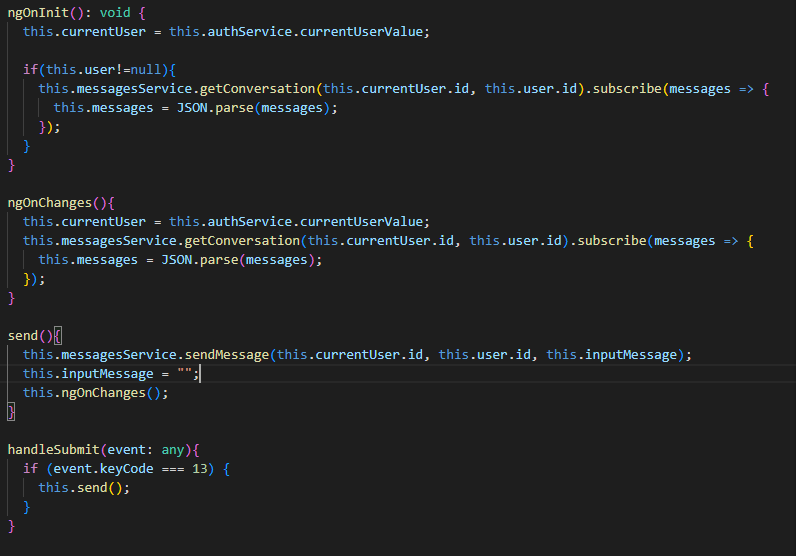 ngOnInit(): void {
this.currentUser = this.authService.currentUserValue;
if(this.user!=null){
this.messagesService.getConversation(this.currentUser.id, this.user.id).subscribe(messages => {
this.messages = JSON.parse(messages);
});
}
}
ngOnChanges(){
this.currentUser = this.authService.currentUserValue;
this.messagesService.getConversation(this.currentUser.id, this.user.id).subscribe(messages => {
this.messages = JSON.parse(messages);
});
}
send(){
this.messagesService.sendMessage(this.currentUser.id, this.user.id, this.inputMessage);
this.inputMessage = "";
this.ngOnChanges();
}
handleSubmit(event: any){
if (event.keyCode === 13) {
this.send();
}
}